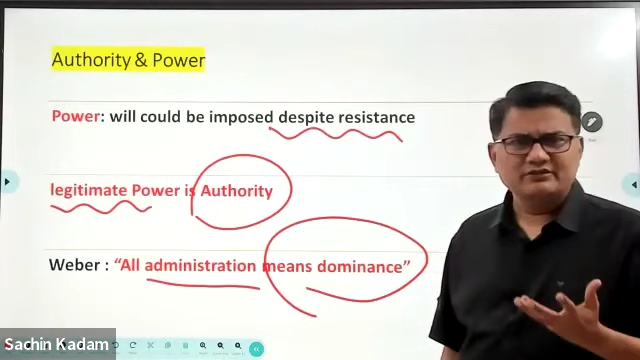 Authority & Power
Power: will could be imposed despite resistance
legitimate Power is Authority
Weber : “All administration means dominance”
Sachin Kadam